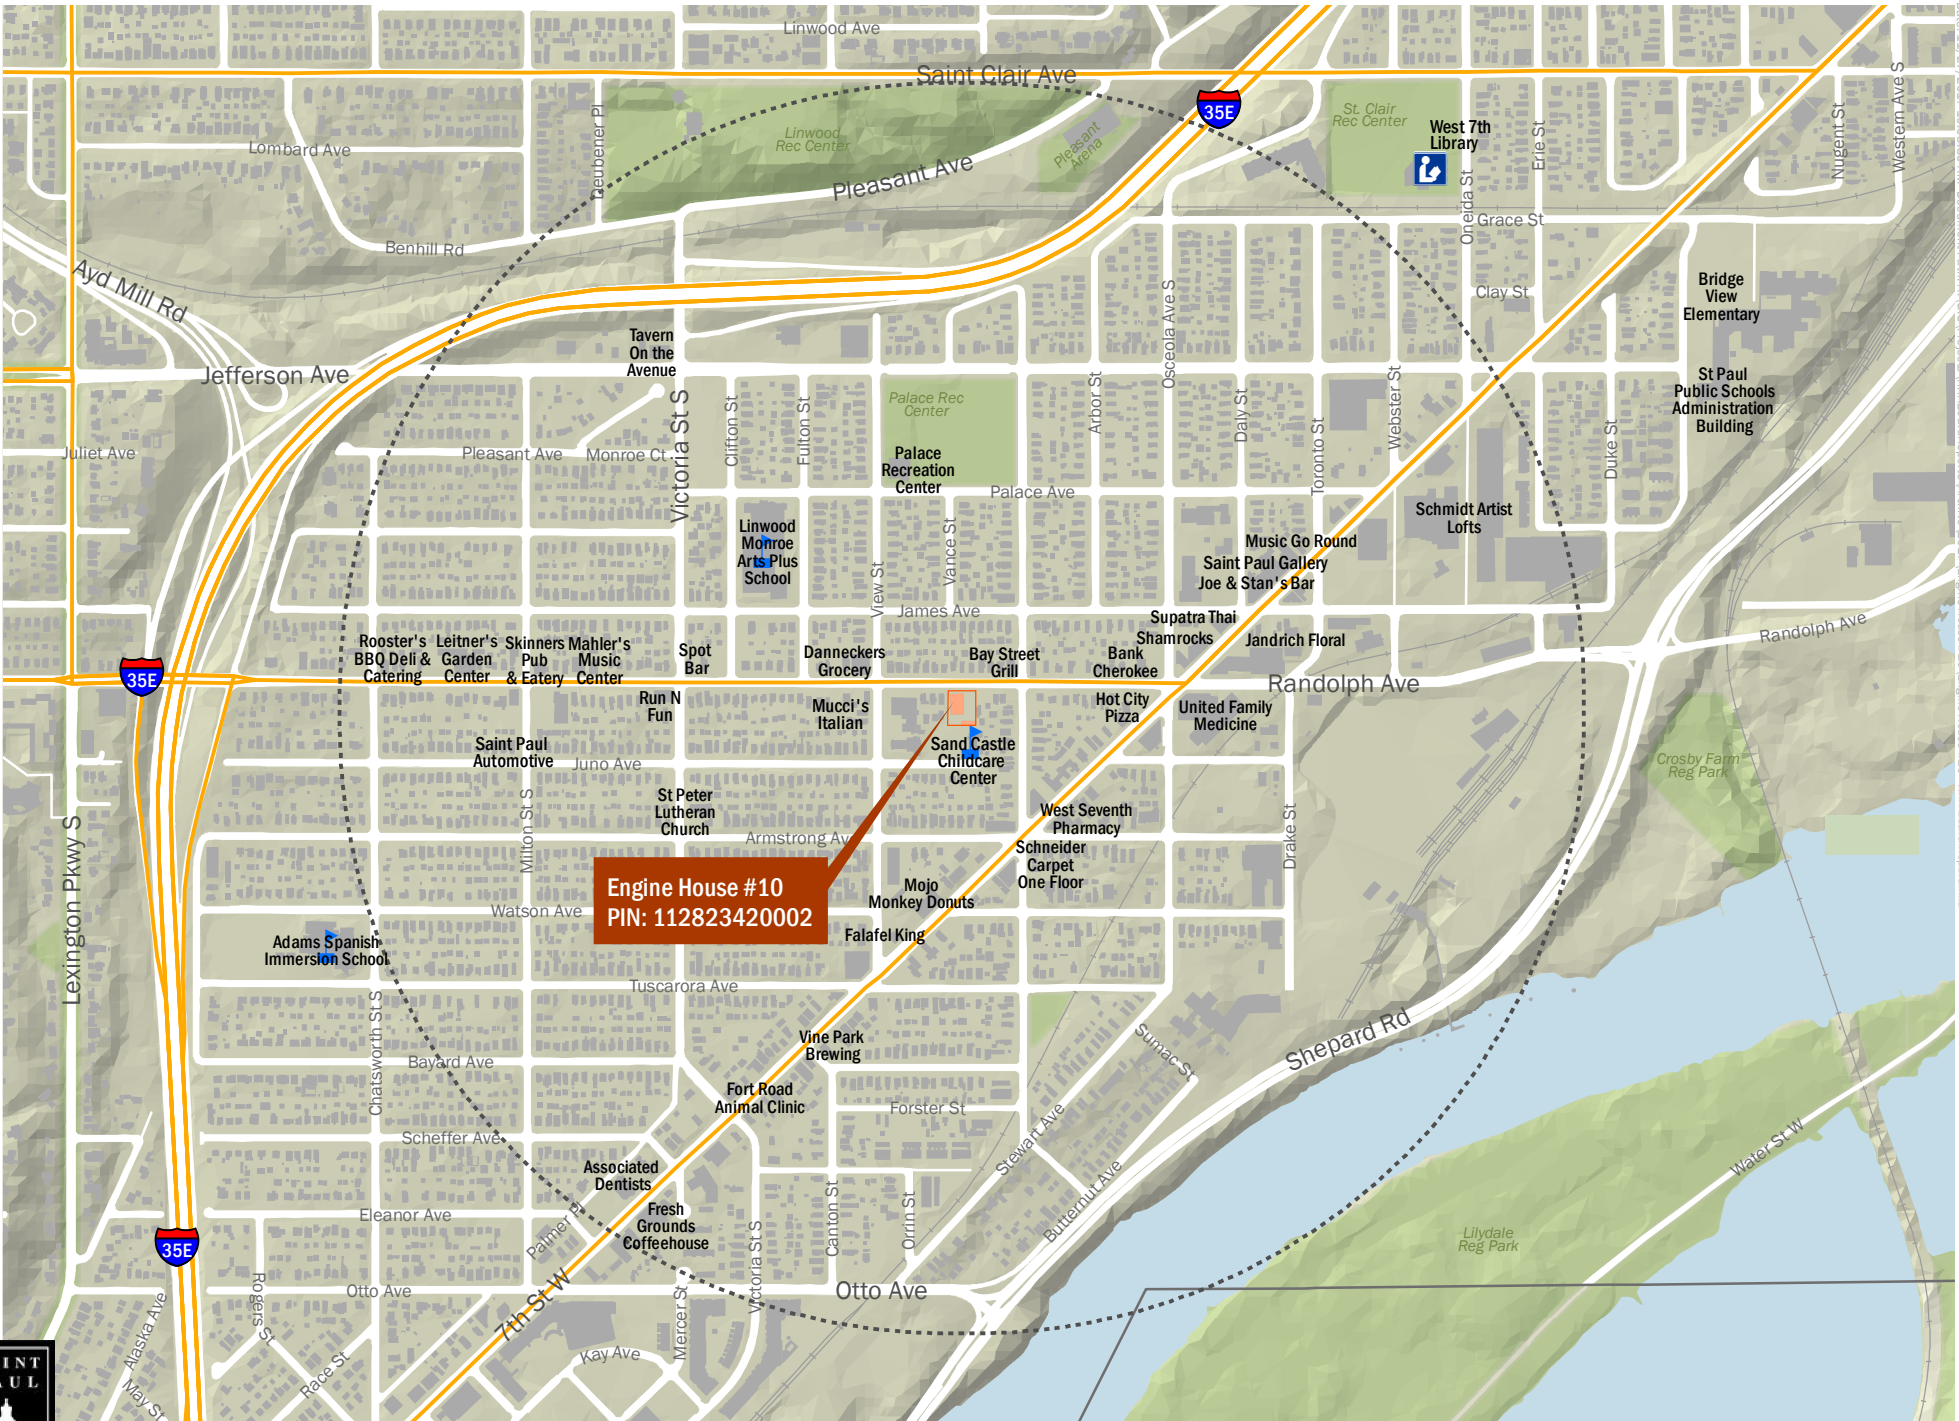 Linwood Ave
Saint Clair Ave
35E
Deubener Pl
Linwood
Rec Center
Pleasant
Arena
St. Clair
Rec Center
West 7th
Library
Oneida St
Erie St
Nugent St
Western Ave S
Lombard Ave
Pleasant Ave
Grace St
Benhill Rd
Ayd Mill Rd
Osceola Ave S
Clay St
Bridge
View
Elementary
Tavern
On the
Avenue
Jefferson Ave
Victoria St S
Clifton St
Fulton St
Palace Rec
Center
Arbor St
Daly St
Toronto St
Webster St
Duke St
St Paul
Public Schools
Administration
Building
Juliet Ave
Pleasant Ave
Monroe Ct
Palace
Recreation
Center
Palace Ave
Linwood
Monroe
Arts Plus
School
View St
Vance St
Schmidt Artist
Lofts
Music Go Round
Saint Paul Gallery
Joe & Stan's Bar
James Ave
Supatra Thai
Shamrocks
Jandrich Floral
Randolph Ave
35E
Rooster's
BBQ Deli &
Catering
Leitner's
Garden
Center
Skinners
Pub
& Eatery
Mahler's
Music
Center
Spot
Bar
Danneckers
Grocery
Bay Street
Grill
Bank
Cherokee
Randolph Ave
Run N
Fun
Mucci's
Italian
Hot City
Pizza
United Family
Medicine
Saint Paul
Automotive
Juno Ave
Sand Castle
Childcare
Center
Crosby Farm
Reg Park
Lexington Pkwy S
Milton St S
St Peter
Lutheran
Church
Armstrong Av
West Seventh
Pharmacy
Drake St
Schneider
Carpet
One Floor
Engine House #10
PIN: 112823420002
Mojo
Monkey Donuts
Watson Ave
Falafel King
Adams Spanish
Immersion School
Tuscarora Ave
Chatsworth St S
Vine Park
Brewing
Sumac St
Shepard Rd
Bayard Ave
Fort Road
Animal Clinic
Forster St
Stewart Ave
Scheffer Ave
Water St W
Associated
Dentists
Butternut Ave
Eleanor Ave
Palmer Pl
Fresh
Grounds
Coffeehouse
Victoria St S
Canton St
Orrin St
Lilydale
Reg Park
35E
Otto Ave
7th St W
Otto Ave
Rogers St
Alaska Ave
Mercer St
Kay Ave
Race St
May St
INT
AUL